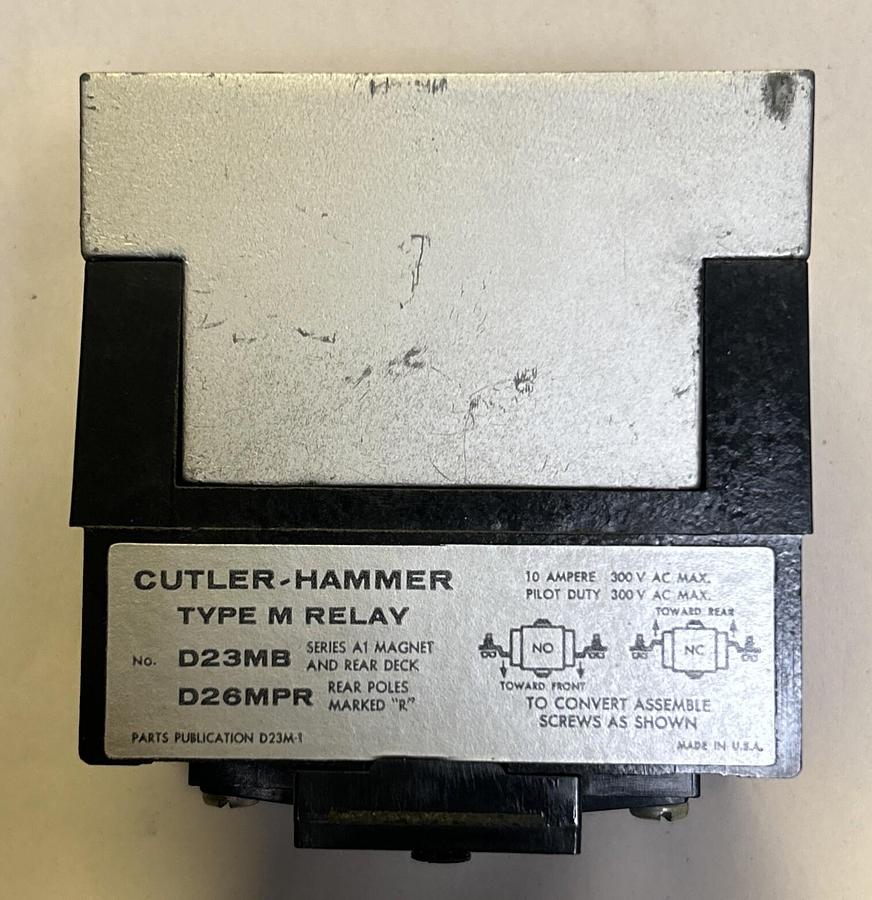 CUTLER-HAMMER
TYPE M RELAY
No. D23MB SERIES A1 MAGNET
AND REAR DECK
D26MPR REAR POLES
MARKED "R"
PARTS PUBLICATION D23M-1
10 AMPERE 300 V AC MAX.
PILOT DUTY 300 V AC MAX.
TOWARD REAR
NO
NC
TOWARD FRONT
TO CONVERT ASSEMBLE
SCREWS AS SHOWN
MADE IN U.S.A.